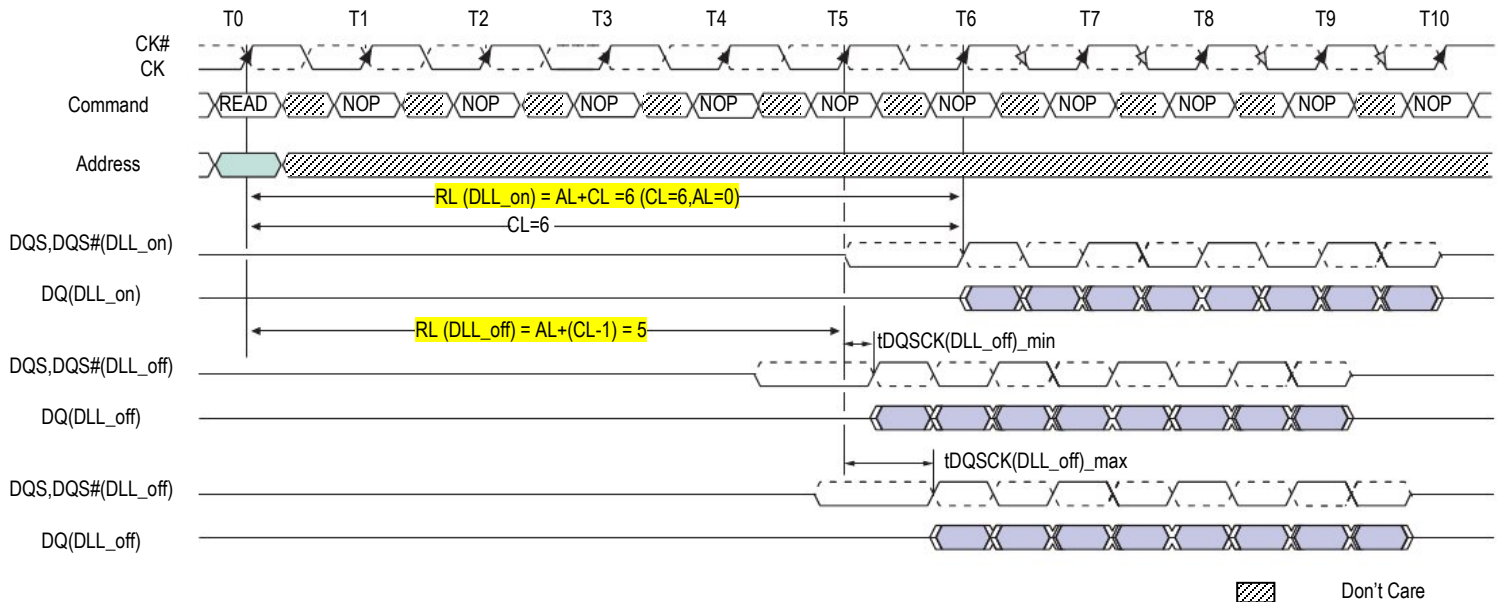 T0 T1 T2 T3 T4 T5 T6 T7 T8 T9 T10
CK#
CK
Command READ NOP NOP NOP NOP NOP NOP NOP NOP NOP NOP
Address
RL (DLL_on) = AL+CL =6 (CL=6,AL=0)
CL=6
DQS,DQS#(DLL_on)
DQ(DLL_on)
RL (DLL_off) = AL+(CL-1) = 5
tDQSCK(DLL_off)_min
DQS,DQS#(DLL_off)
DQ(DLL_off)
tDQSCK(DLL_off)_max
DQS,DQS#(DLL_off)
DQ(DLL_off)
Don't Care